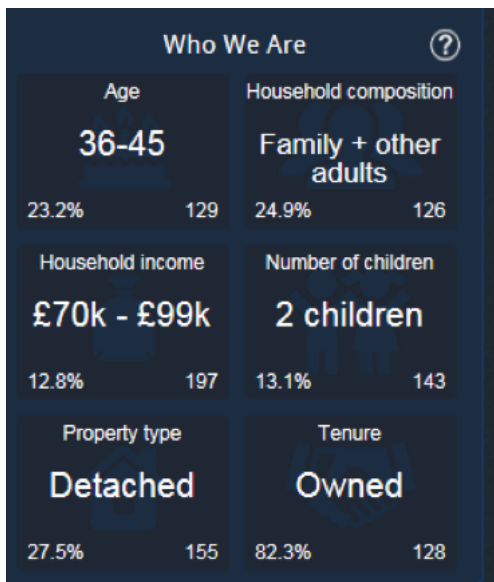 Who We Are ?
Age
36-45
23.2% 129
Household composition
Family + other
adults
24.9% 126
Household income
£70k - £99k
12.8% 197
Number of children
2 children
13.1% 143
Property type
Detached
27.5% 155
Tenure
Owned
82.3% 128